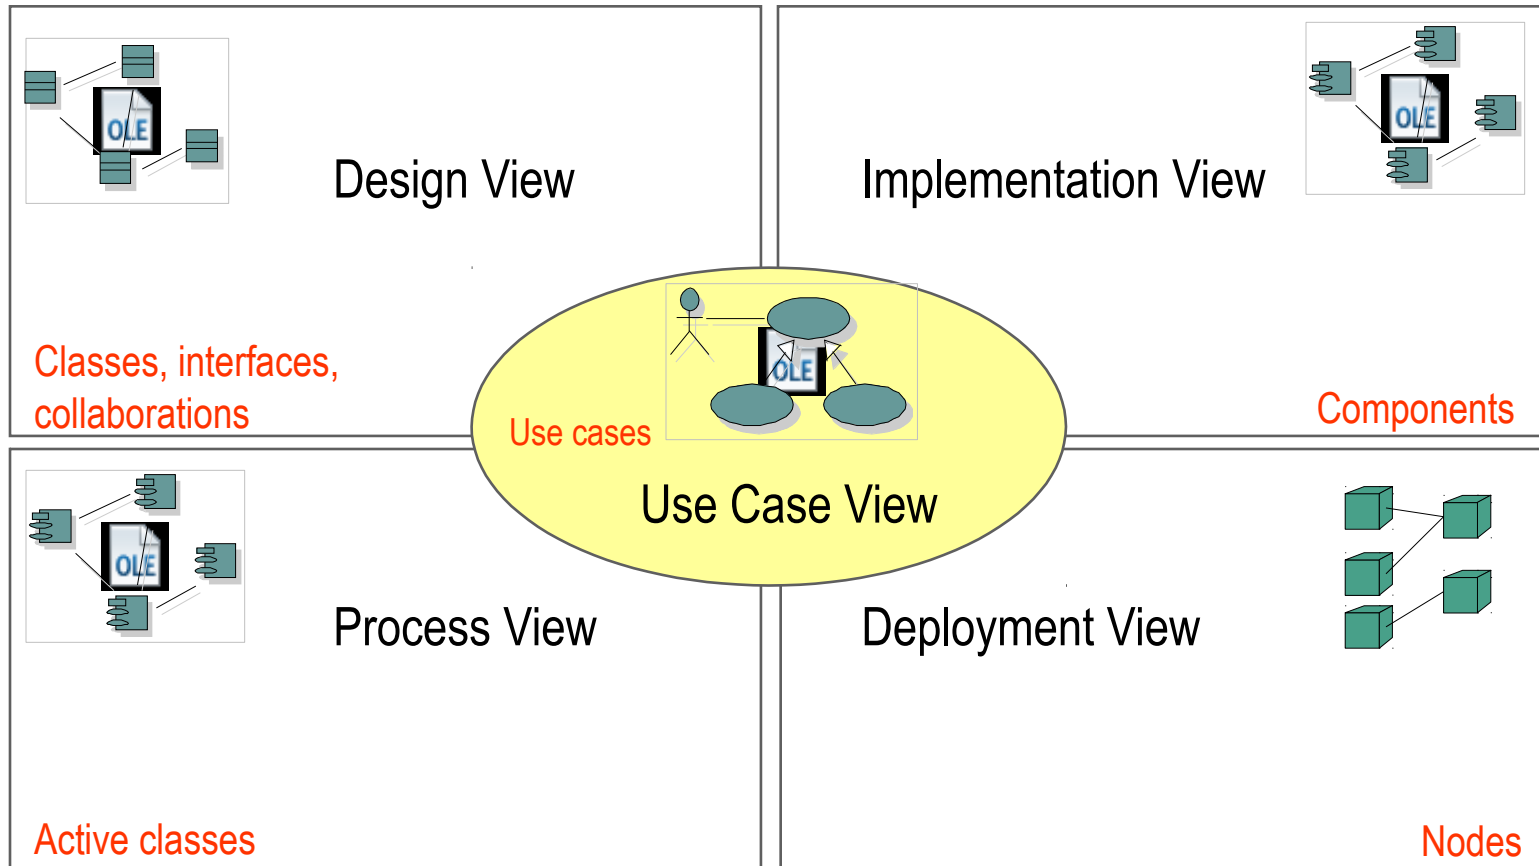 OLE
Design View
Classes, interfaces,
collaborations
OLE
Implementation View
Components
OLE
Use cases
Use Case View
OLE
Process View
Active classes
Deployment View
Nodes